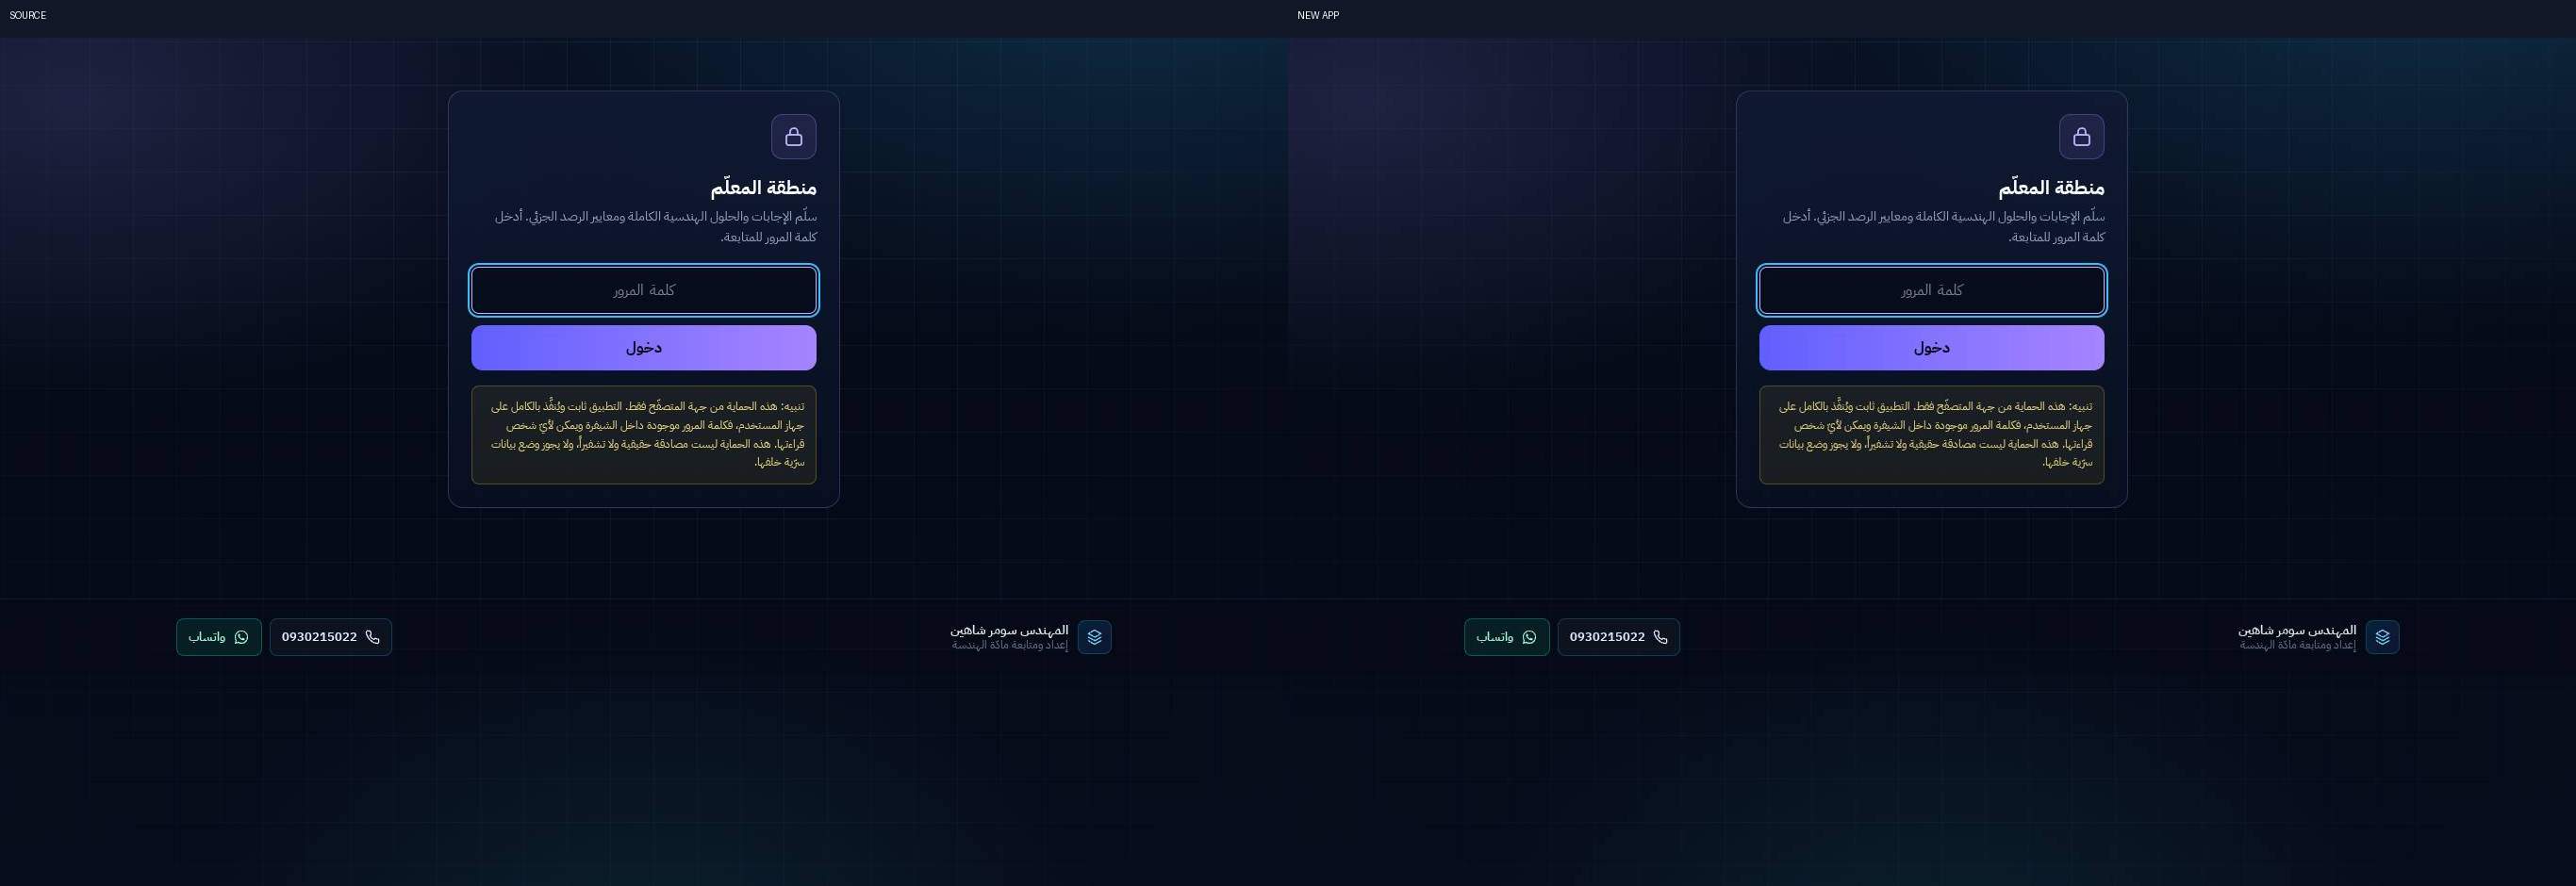 SOURCE
منطقة المعلّم
سلّم الإجابات والحلول الهندسية الكاملة ومعايير الرصد الجزئي. أدخل
كلمة المرور للمتابعة.
كلمة المرور
دخول
تنبيه: هذه الحماية من جهة المتصفّح فقط. التطبيق ثابت ويُنفَّذ بالكامل على
جهاز المستخدم، فكلمة المرور موجودة داخل الشيفرة ويمكن لأيّ شخص
قراءتها. هذه الحماية ليست مصادقة حقيقية ولا تشفيراً، ولا يجوز وضع بيانات
سرّية خلفها.
المهندس سومر شاهين
إعداد ومتابعة مادّة الهندسة
0930215022
واتساب
NEW APP
منطقة المعلّم
سلّم الإجابات والحلول الهندسية الكاملة ومعايير الرصد الجزئي. أدخل
كلمة المرور للمتابعة.
كلمة المرور
دخول
تنبيه: هذه الحماية من جهة المتصفّح فقط. التطبيق ثابت ويُنفَّذ بالكامل على
جهاز المستخدم، فكلمة المرور موجودة داخل الشيفرة ويمكن لأيّ شخص
قراءتها. هذه الحماية ليست مصادقة حقيقية ولا تشفيراً، ولا يجوز وضع بيانات
سرّية خلفها.
المهندس سومر شاهين
إعداد ومتابعة مادّة الهندسة
0930215022
واتساب